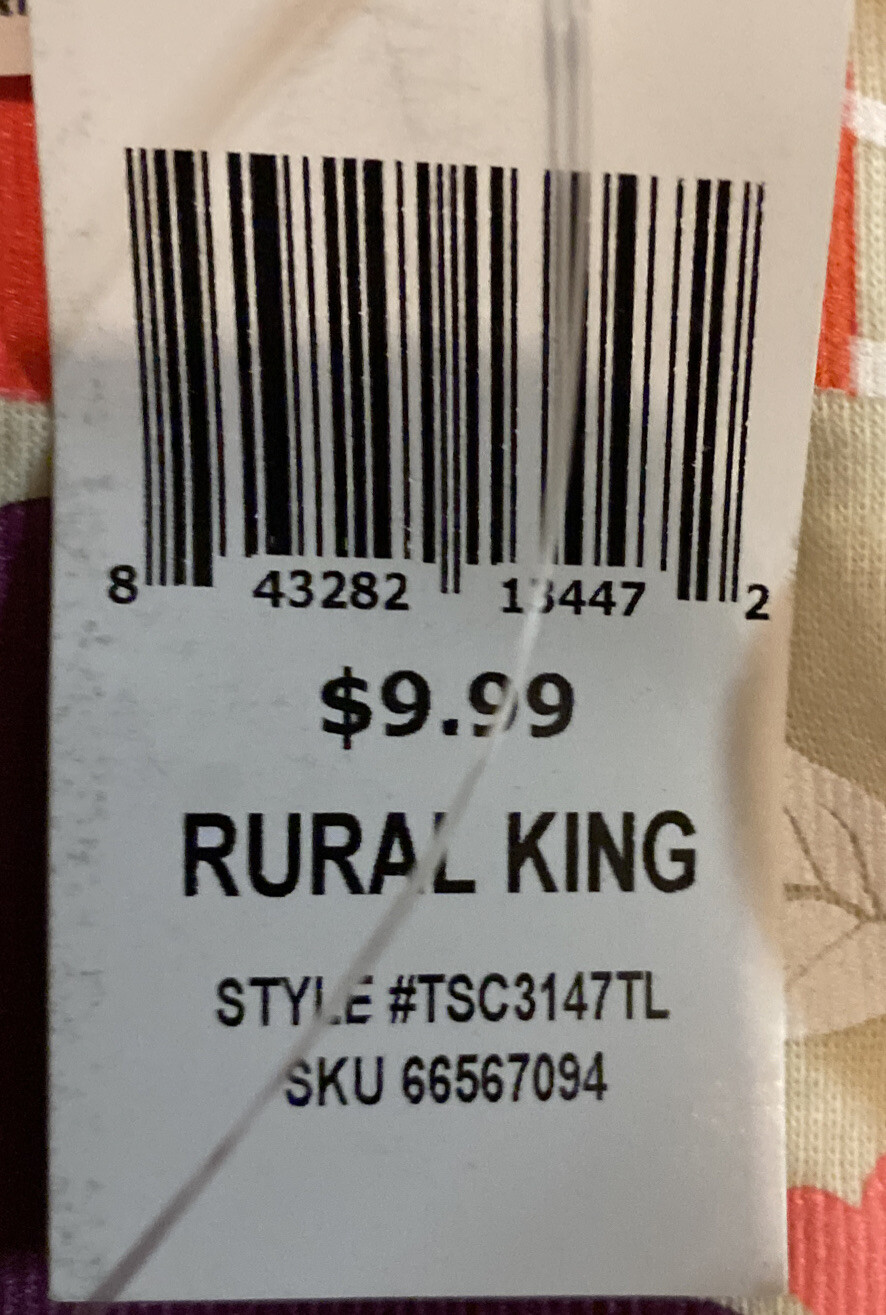 8 43282 13447 2
$9.99
RURAL KING
STYLE #TSC3147TL
SKU 66567094